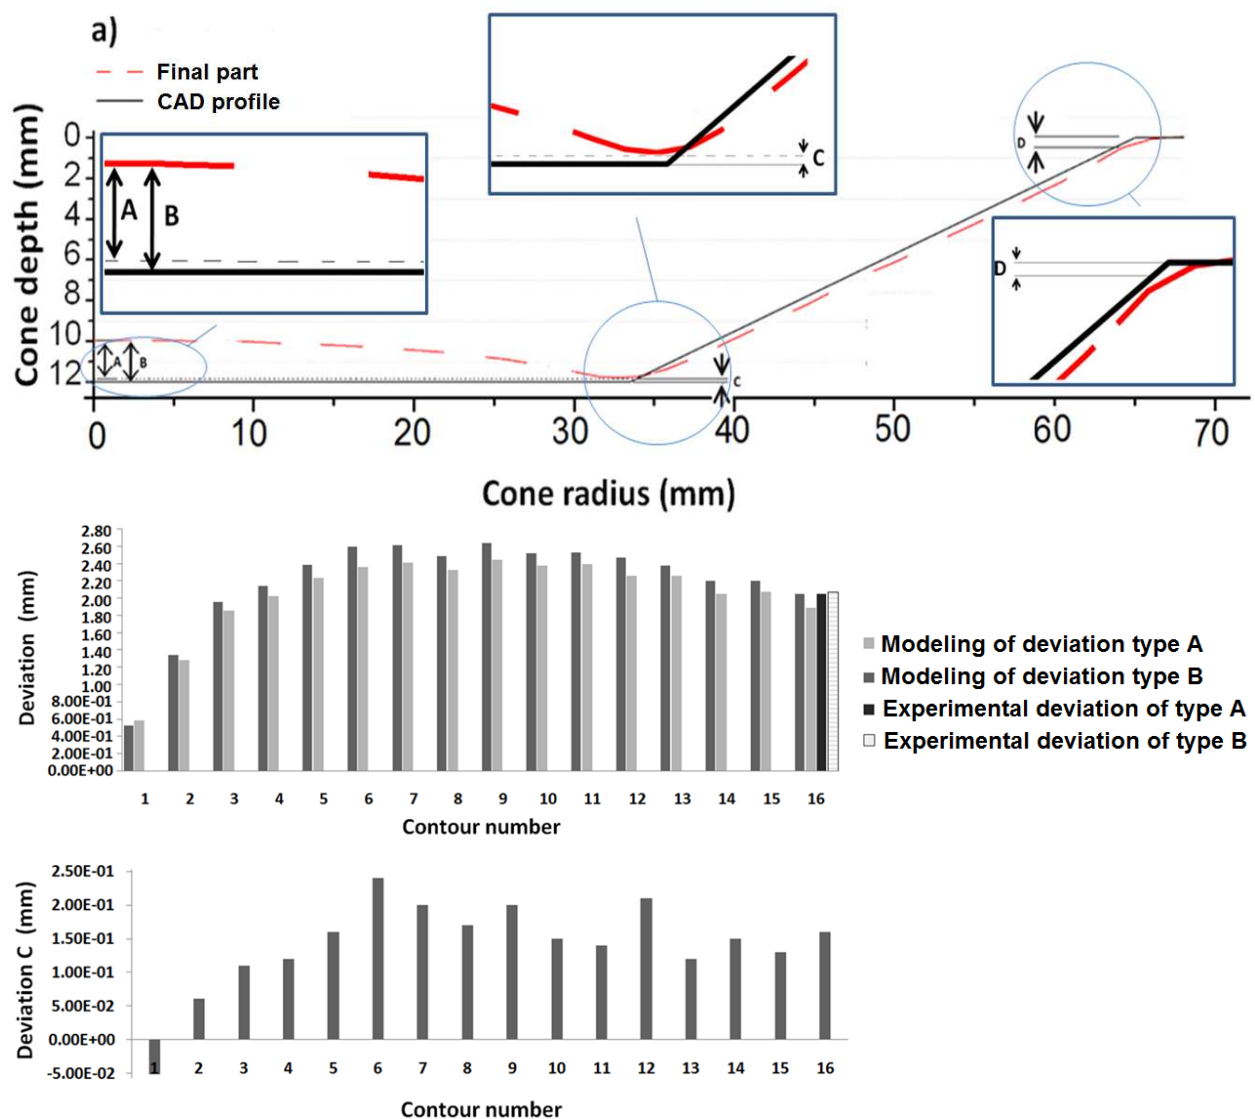 a)
Final part
CAD profile
Cone depth (mm)
0
2
4
6
8
10
12
A
B
C
D
D
A
B
C
0 10 20 30 40 50 60 70
Cone radius (mm)
Deviation (mm)
2.80
2.60
2.40
2.20
2.00
1.80
1.60
1.40
1.20
1.00
8.00E-01
6.00E-01
4.00E-01
2.00E-01
0.00E+00
1 2 3 4 5 6 7 8 9 10 11 12 13 14 15 16
Contour number
Modeling of deviation type A
Modeling of deviation type B
Experimental deviation of type A
Experimental deviation of type B
Deviation C (mm)
2.50E-01
2.00E-01
1.50E-01
1.00E-01
5.00E-02
0.00E+00
-5.00E-02
1 2 3 4 5 6 7 8 9 10 11 12 13 14 15 16
Contour number